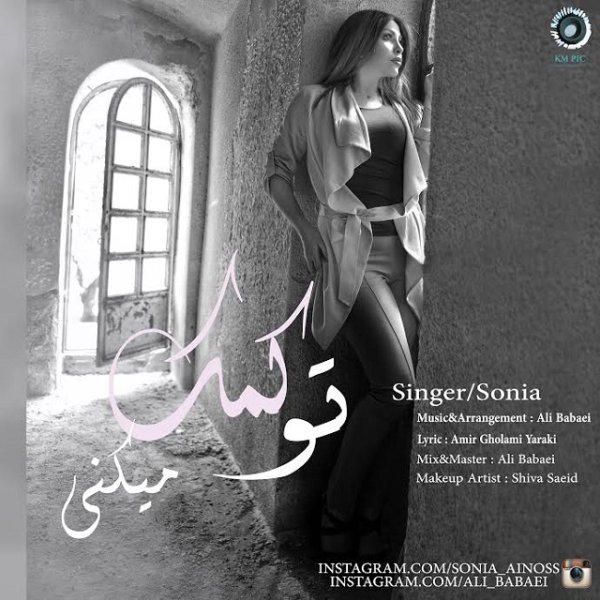 KM PIC
تو کمک
میکنی
Singer/Sonia
Music&Arrangement : Ali Babaei
Lyric : Amir Gholami Yaraki
Mix&Master : Ali Babaei
Makeup Artist : Shiva Saeid
INSTAGRAM.COM/SONIA_AINOSS
INSTAGRAM.COM/ALI_BABAEI